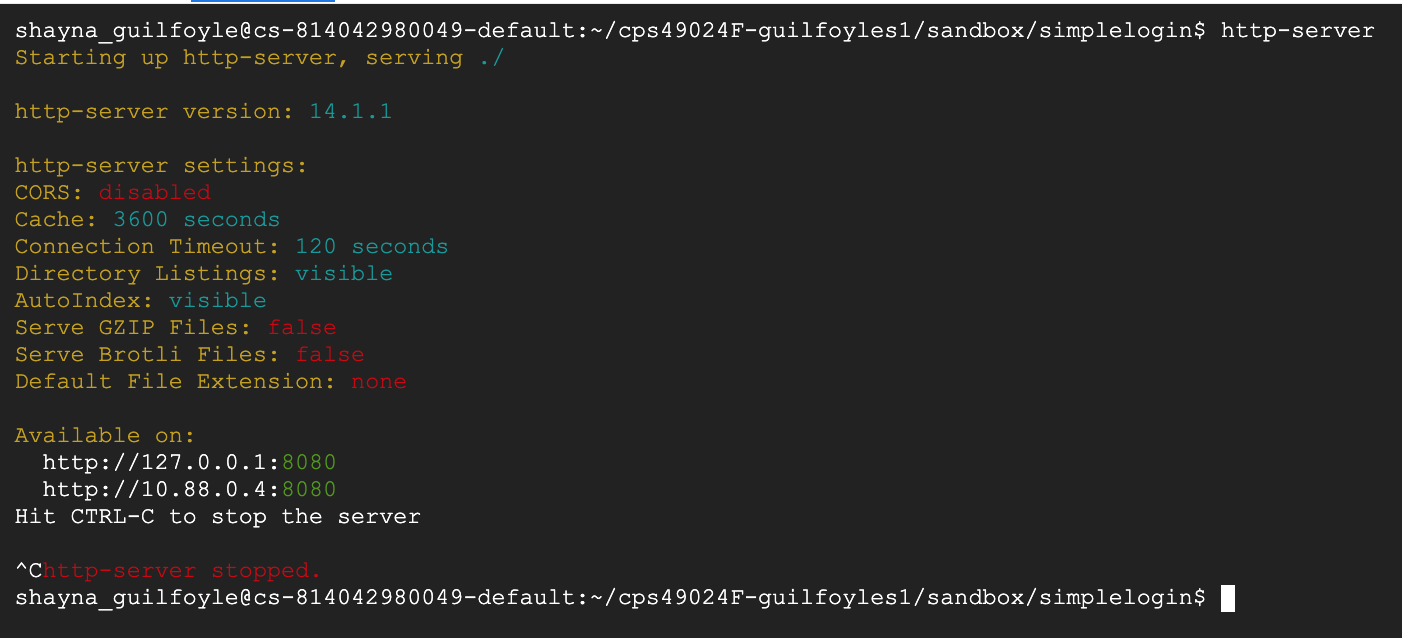 shayna_guilfoyle@cs-814042980049-default:~/cps49024F-guilfoyles1/sandbox/simplelogin$ http-server
Starting up http-server, serving ./
http-server version: 14.1.1
http-server settings:
CORS: disabled
Cache: 3600 seconds
Connection Timeout: 120 seconds
Directory Listings: visible
AutoIndex: visible
Serve GZIP Files: false
Serve Brotli Files: false
Default File Extension: none
Available on:
  http://127.0.0.1:8080
  http://10.88.0.4:8080
Hit CTRL-C to stop the server
^Chttp-server stopped.
shayna_guilfoyle@cs-814042980049-default:~/cps49024F-guilfoyles1/sandbox/simplelogin$